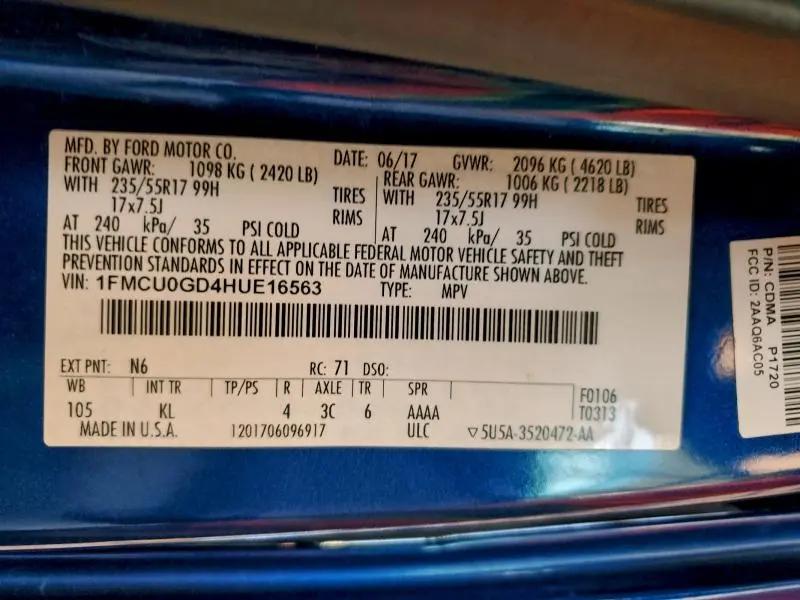 MFD. BY FORD MOTOR CO. DATE: 06/17 GVWR: 2096 KG ( 4620 LB)
FRONT GAWR: 1098 KG ( 2420 LB) REAR GAWR: 1006 KG ( 2218 LB)
WITH 235/55R17 99H TIRES WITH 235/55R17 99H TIRES
17x7.5J RIMS 17x7.5J RIMS
AT 240 kPa/ 35 PSI COLD AT 240 kPa/ 35 PSI COLD
THIS VEHICLE CONFORMS TO ALL APPLICABLE FEDERAL MOTOR VEHICLE SAFETY AND THEFT
PREVENTION STANDARDS IN EFFECT ON THE DATE OF MANUFACTURE SHOWN ABOVE.
VIN: 1FMCU0GD4HUE16563 TYPE: MPV
EXT PNT: N6 RC: 71 DSO:
WB INT TR TP/PS R AXLE TR SPR F0106
105 KL 4 3C 6 AAAA T0313
MADE IN U.S.A. 1201706096917 ULC ▽5U5A-3520472-AA
P/N: CDMA P1720
FCC ID: 2AAQ6AC05